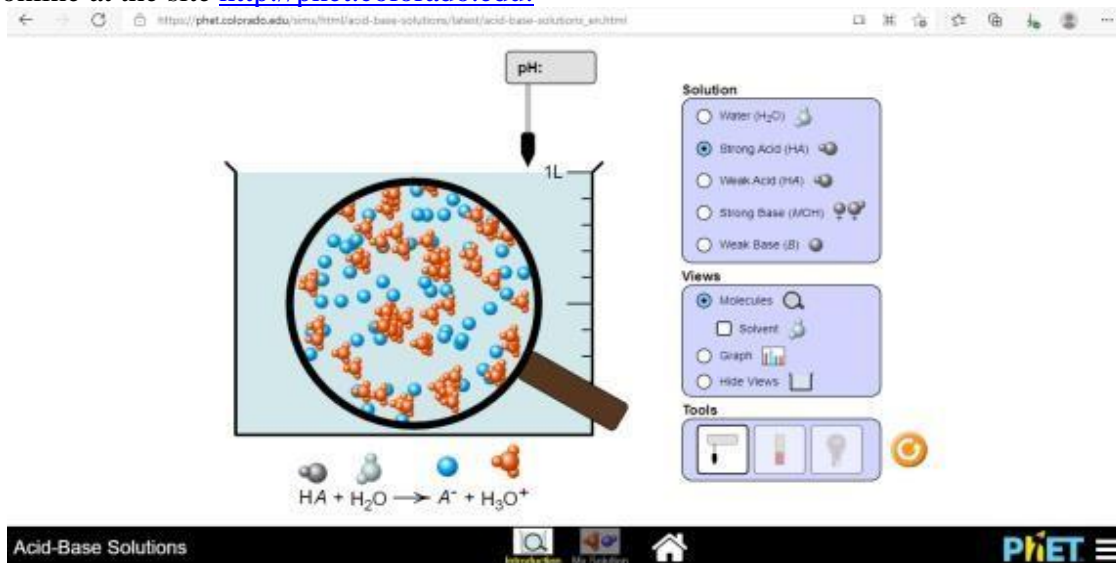 online at the site http://phet.colorado.edu.
https://phet.colorado.edu/sims/html/acid-base-solutions/latest/acid-base-solutions_en.html
pH:
1L
Solution
Water (H₂O)
Strong Acid (HA)
Weak Acid (HA)
Strong Base (MOH)
Weak Base (B)
Views
Molecules
Solvent
Graph
Hide Views
Tools
HA + H₂O → A⁻ + H₃O⁺
Acid-Base Solutions
Introduction
My Solution
PhET